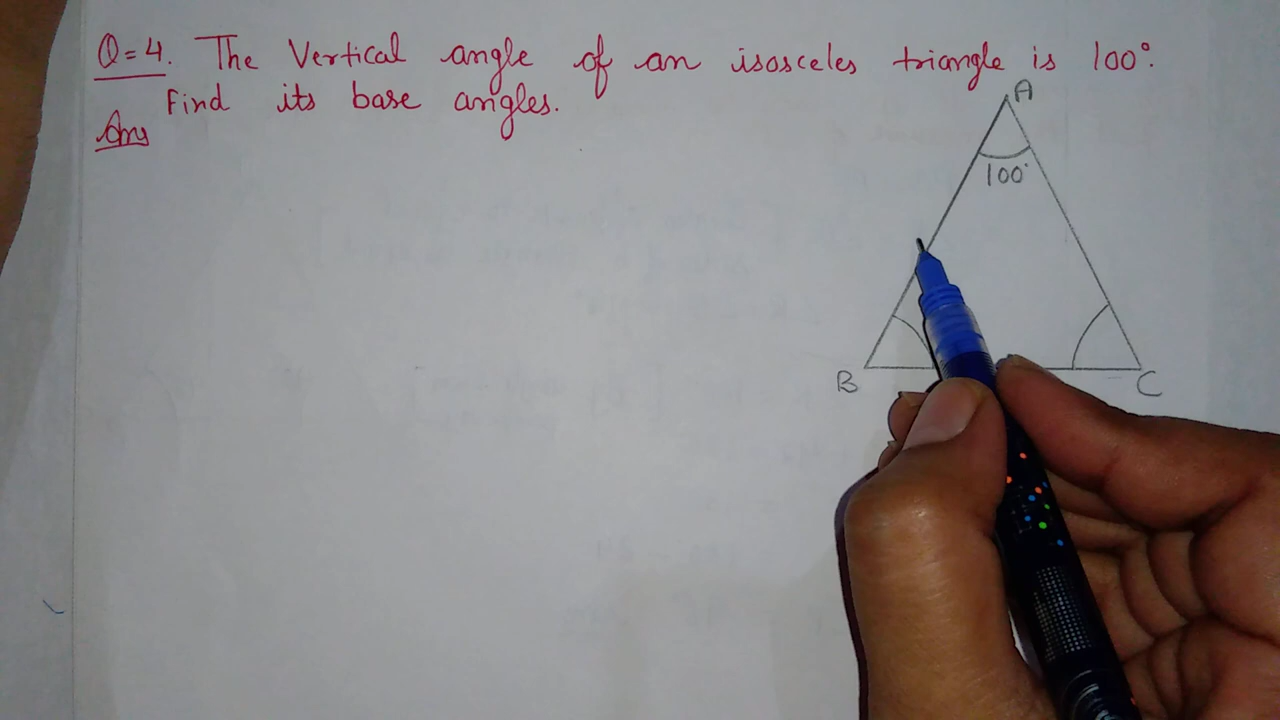 Q=4. The Vertical angle of an isosceles triangle is 100°.
Find its base angles.
Ans
A
100°
B
C